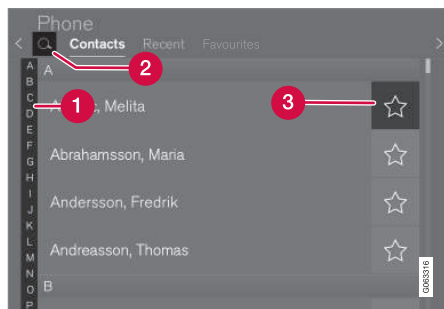 Phone
Contacts Recent Favourites
2
A
B
C
D
E
F
G
H
I
J
K
L
M
N
O
P
A
1
Melita
3
Abrahamsson, Maria
Andersson, Fredrik
Andreasson, Thomas
B
G063316